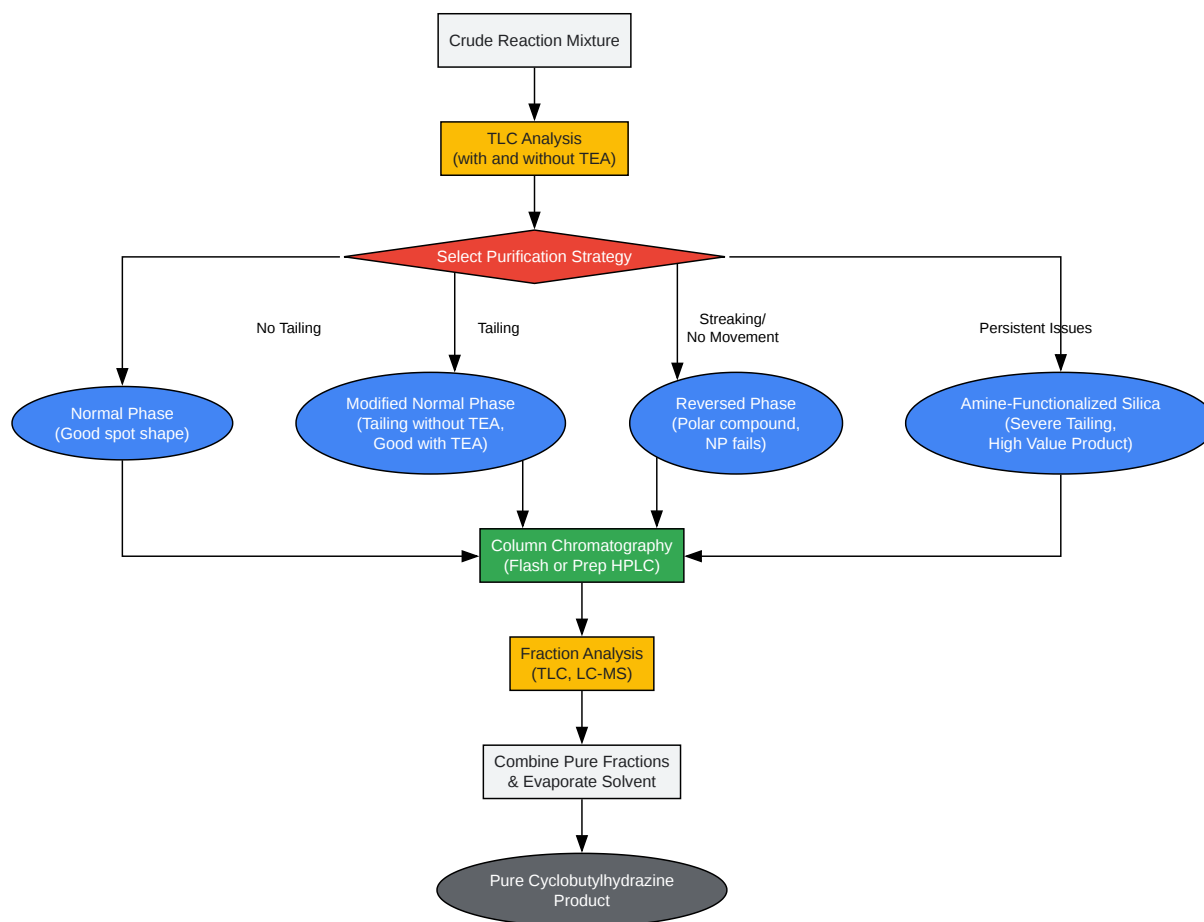 Crude Reaction Mixture
TLC Analysis
(with and without TEA)
Select Purification Strategy
No Tailing
Tailing
Streaking/
No Movement
Persistent Issues
Normal Phase
(Good spot shape)
Modified Normal Phase
(Tailing without TEA,
Good with TEA)
Reversed Phase
(Polar compound,
NP fails)
Amine-Functionalized Silica
(Severe Tailing,
High Value Product)
Column Chromatography
(Flash or Prep HPLC)
Fraction Analysis
(TLC, LC-MS)
Combine Pure Fractions
& Evaporate Solvent
Pure Cyclobutylhydrazine
Product